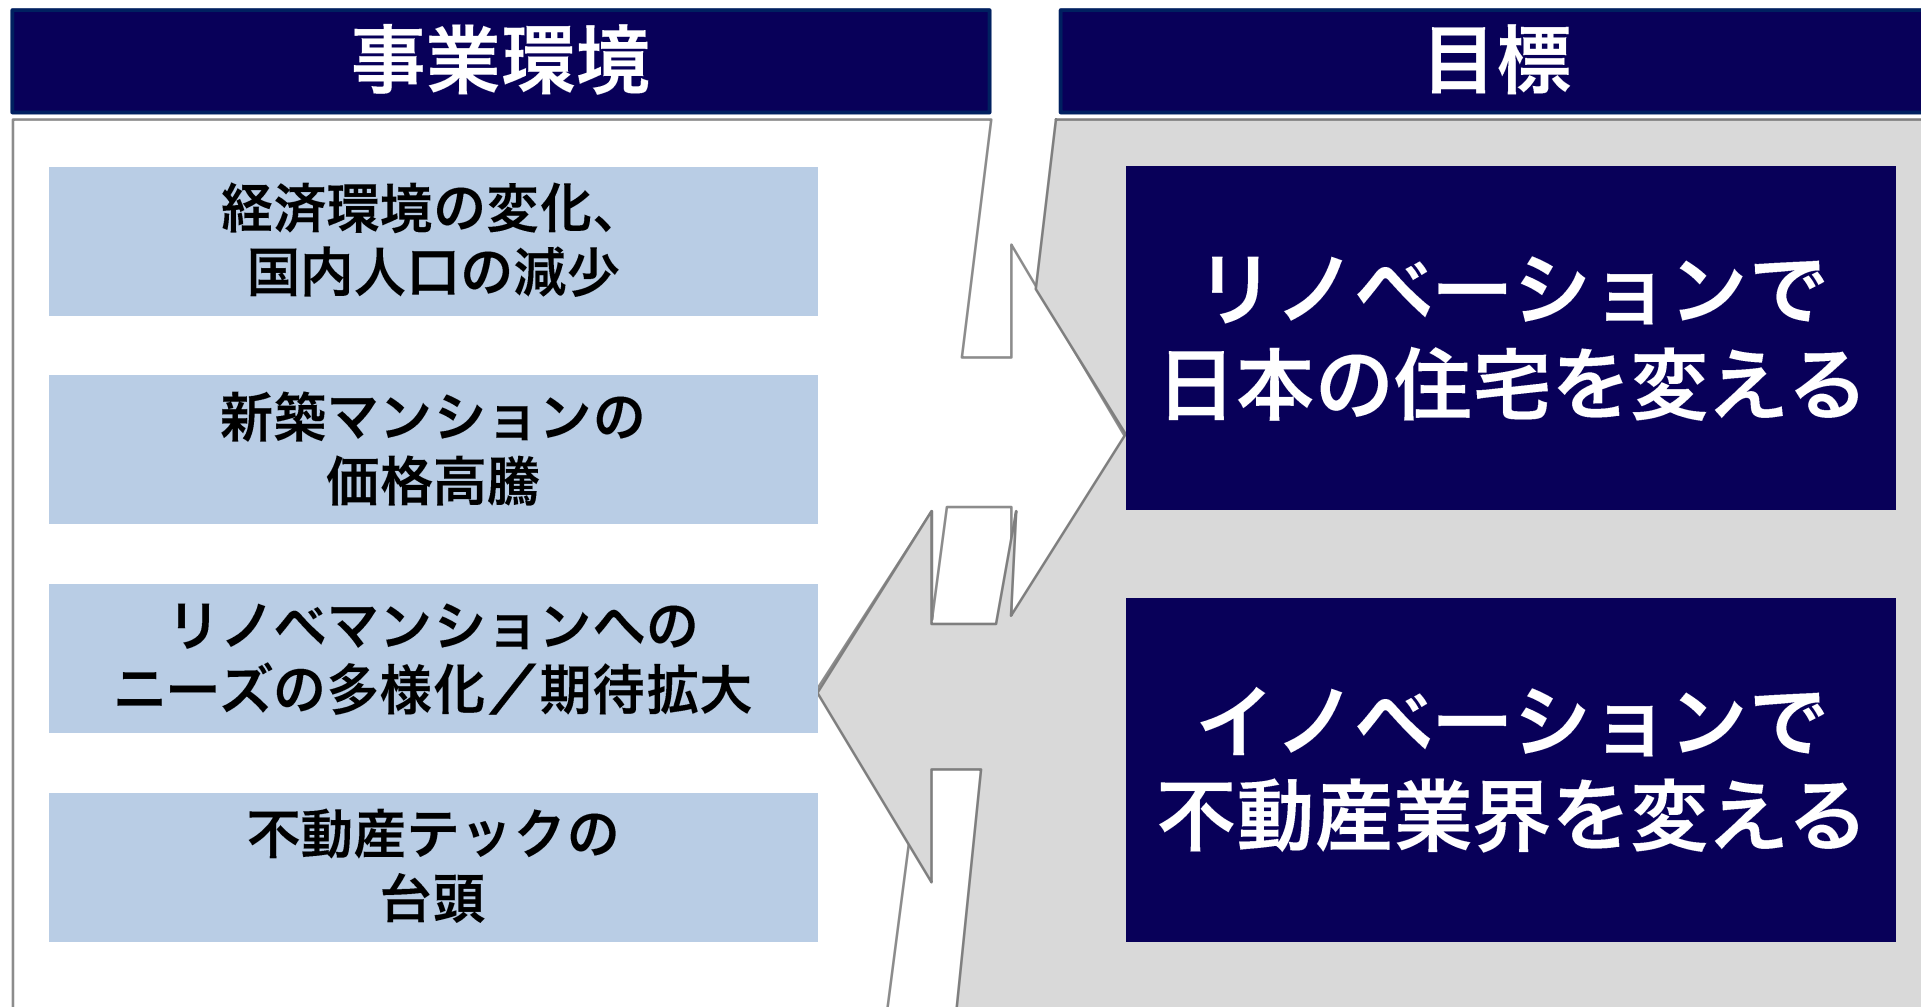 事業環境
経済環境の変化、
国内人口の減少
新築マンションの
価格高騰
リノベマンションへの
ニーズの多様化／期待拡大
不動産テックの
台頭
目標
リノベーションで
日本の住宅を変える
イノベーションで
不動産業界を変える